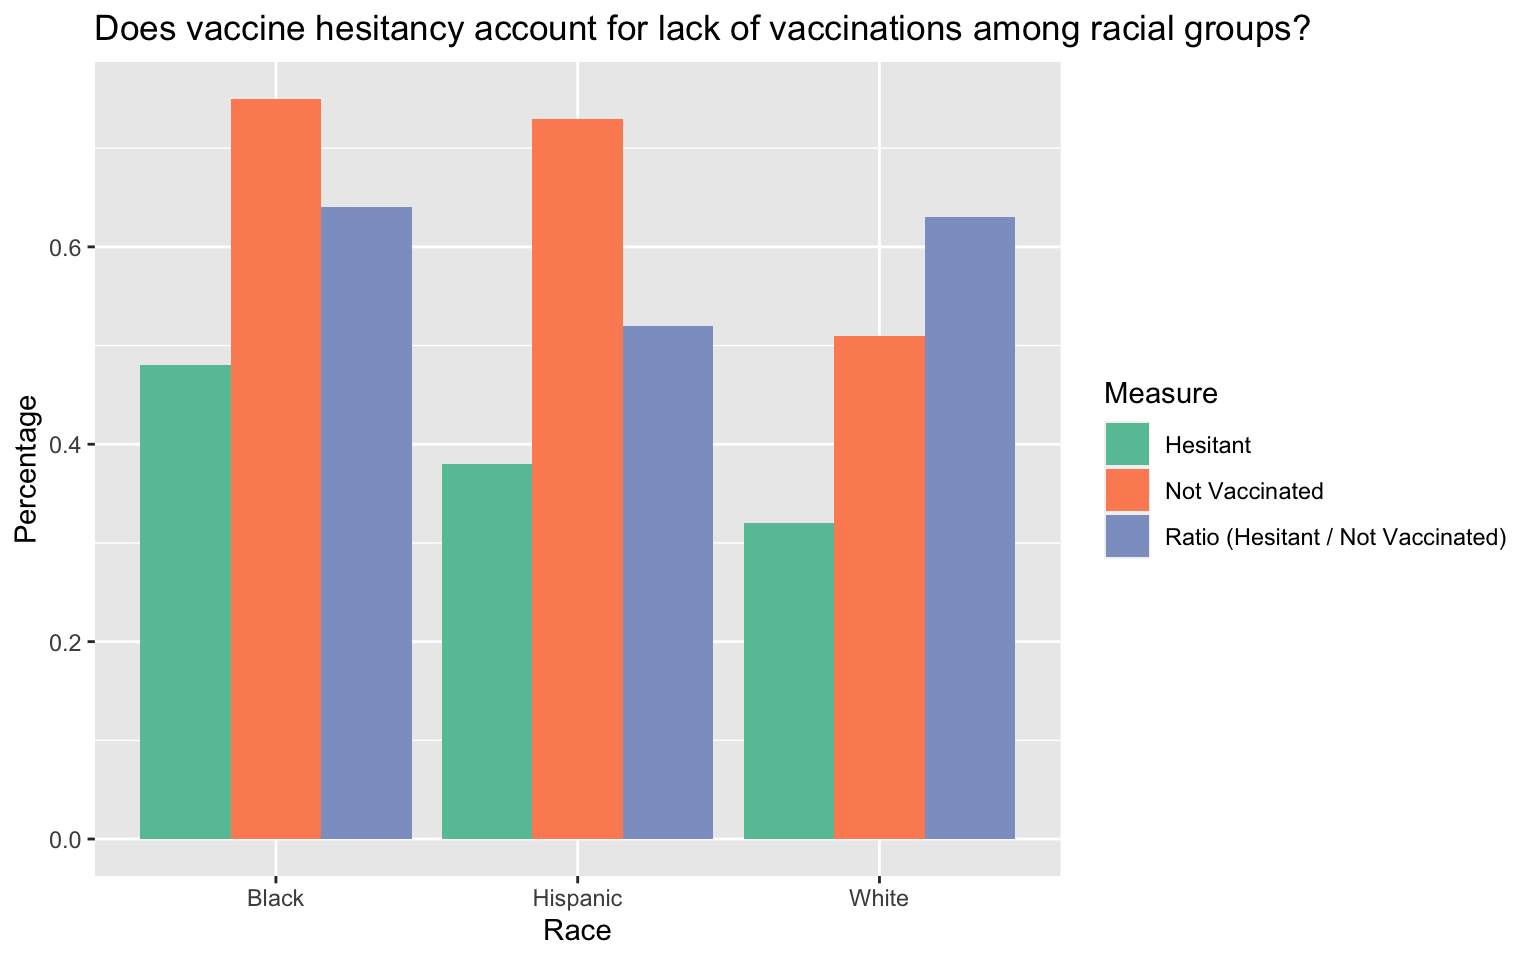 Does vaccine hesitancy account for lack of vaccinations among racial groups?
Percentage
0.6
0.4
0.2
0.0
Black
Hispanic
White
Race
Measure
Hesitant
Not Vaccinated
Ratio (Hesitant / Not Vaccinated)